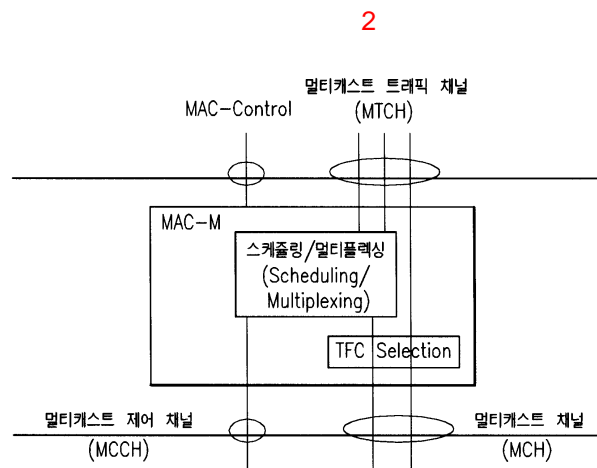 2
멀티캐스트 트래픽 채널
(MTCH)
MAC-Control
MAC-M
스케쥴링/멀티플렉싱
(Scheduling/
Multiplexing)
TFC Selection
멀티캐스트 제어 채널
(MCCH)
멀티캐스트 채널
(MCH)